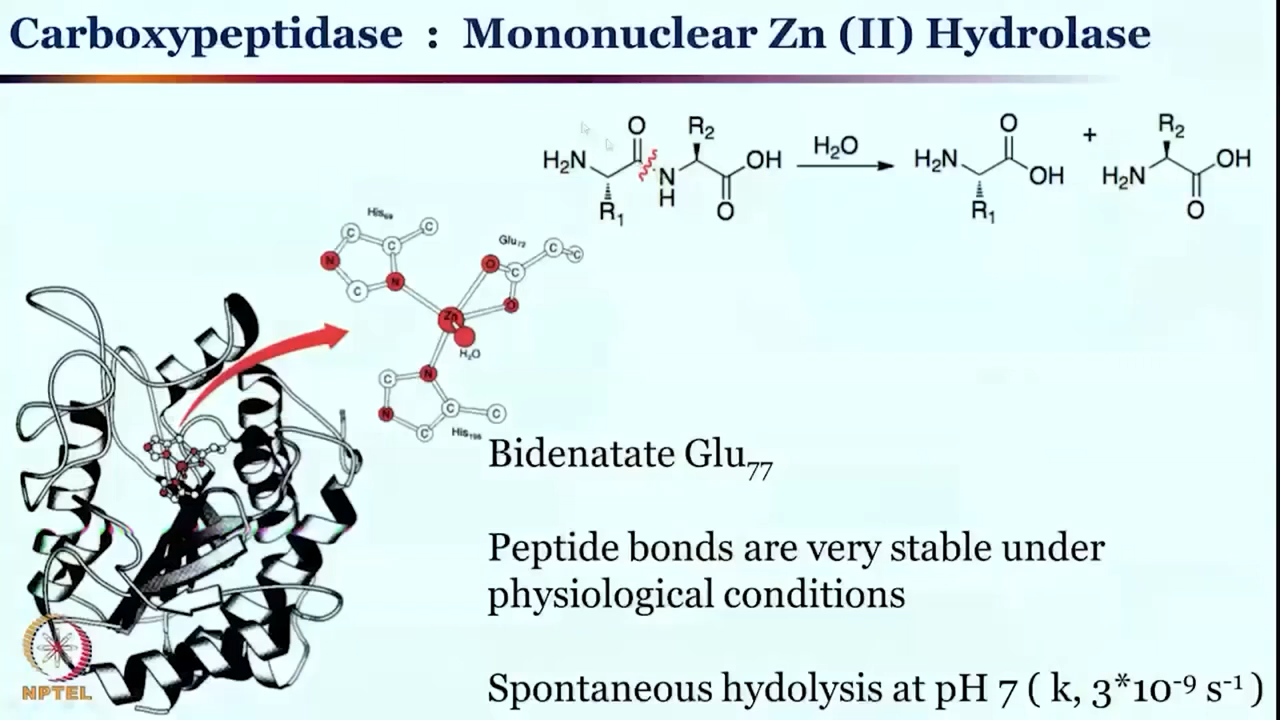 Carboxypeptidase : Mononuclear Zn (II) Hydrolase
H₂N O R₁ N H R₂ OH O
H₂O
H₂N O OH R₁
+
H₂N R₂ OH O
His₆₉
C C C C N N
Glu₇₂
O O C C C
Zn
H₂O
N C C C C N
His₁₉₆
Bidenatate Glu₇₇
Peptide bonds are very stable under
physiological conditions
Spontaneous hydolysis at pH 7 ( k, 3*10⁻⁹ s⁻¹ )
NPTEL